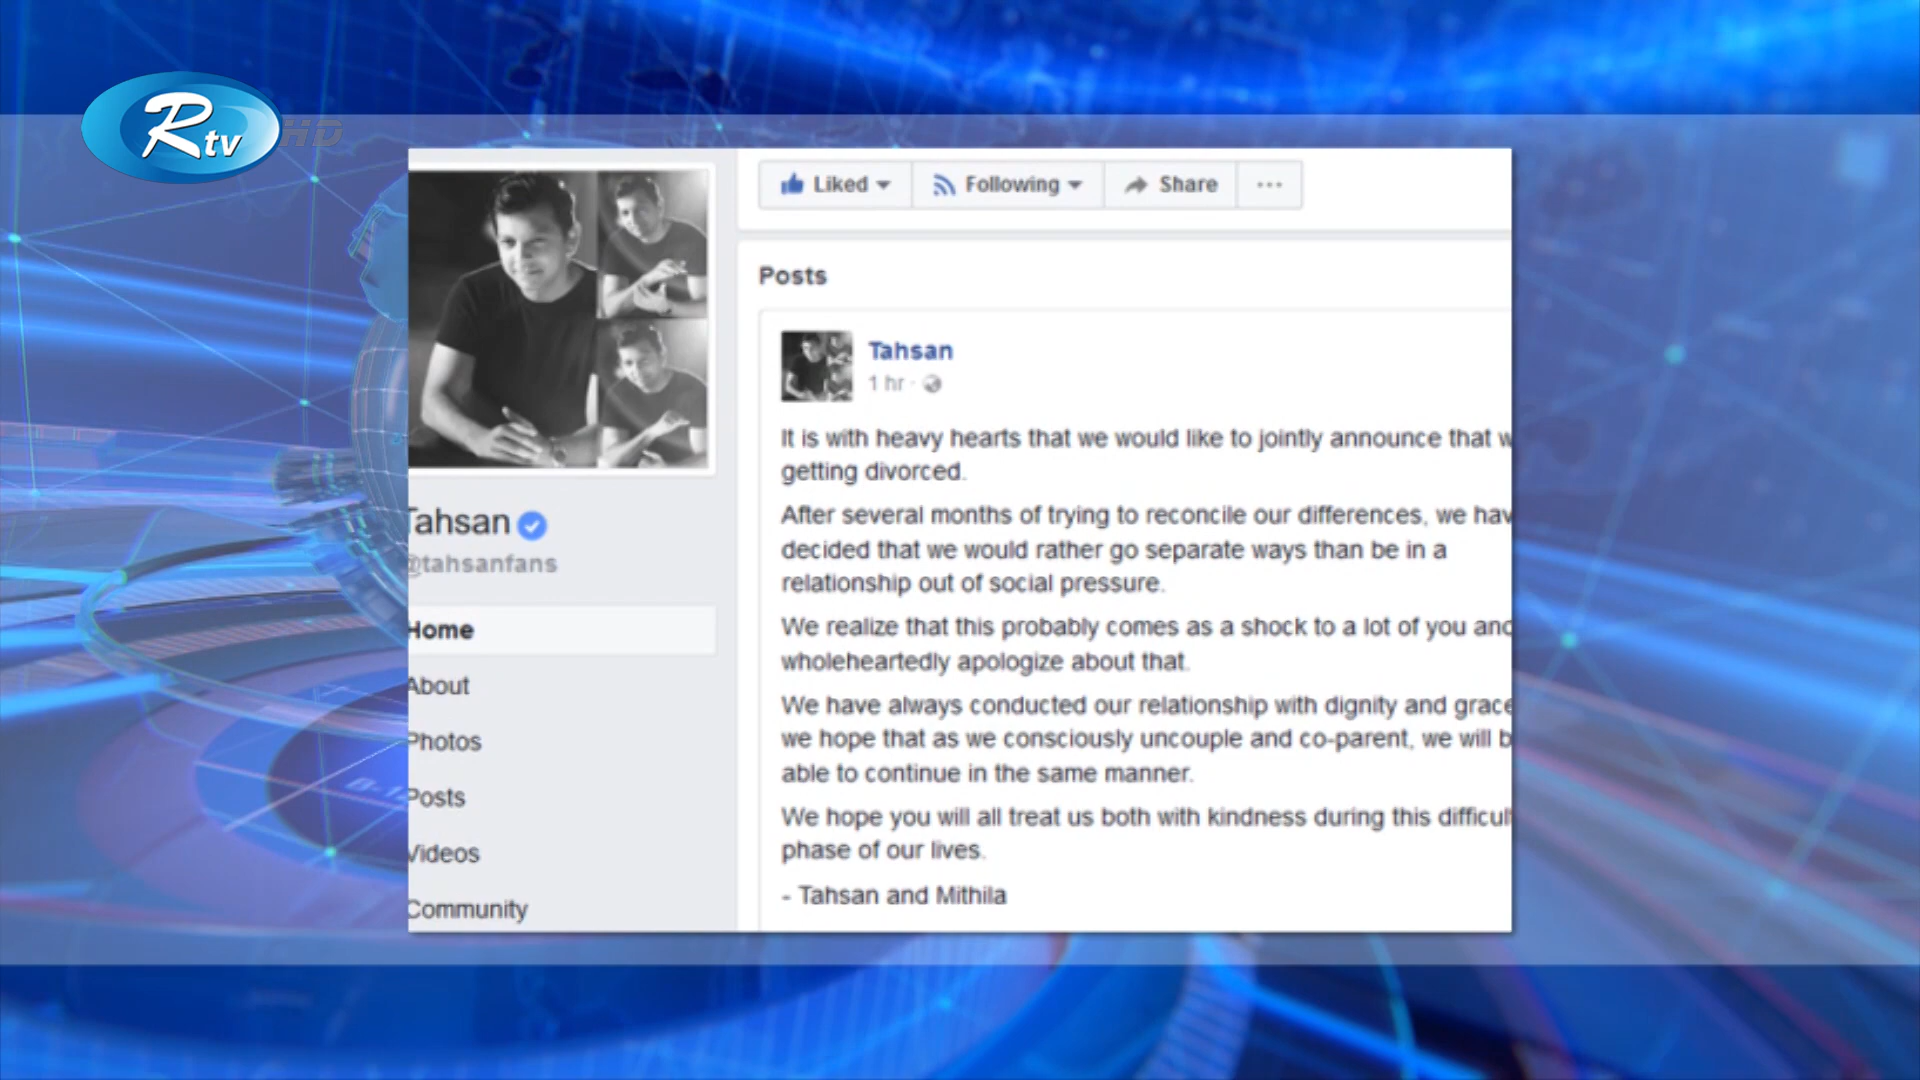 Rtv HD
Liked Following Share ...
Posts
Tahsan
1 hr ·
It is with heavy hearts that we would like to jointly announce that w
getting divorced.
After several months of trying to reconcile our differences, we hav
decided that we would rather go separate ways than be in a
relationship out of social pressure.
We realize that this probably comes as a shock to a lot of you and
wholeheartedly apologize about that.
We have always conducted our relationship with dignity and grace
we hope that as we consciously uncouple and co-parent, we will b
able to continue in the same manner.
We hope you will all treat us both with kindness during this difficul
phase of our lives.
- Tahsan and Mithila
Tahsan
@tahsanfans
Home
About
Photos
Posts
Videos
Community